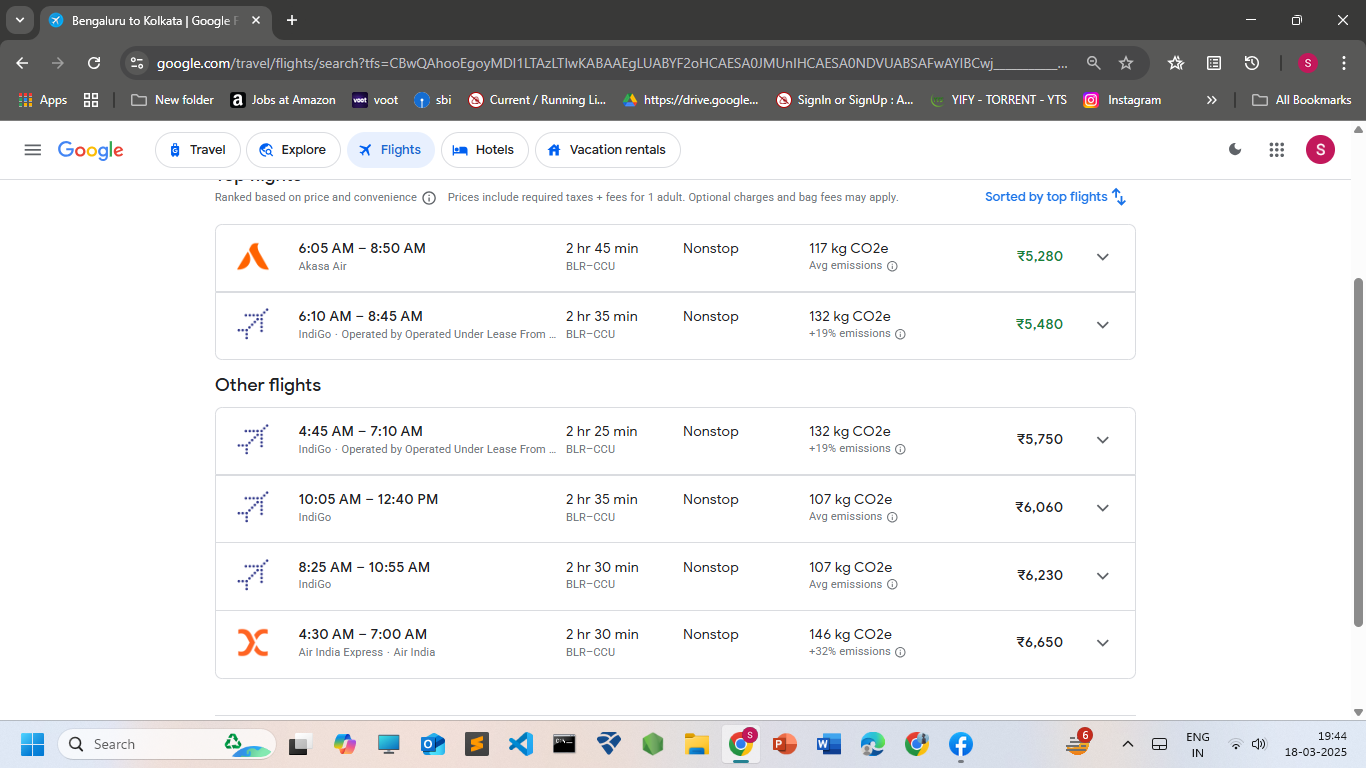 Bengaluru to Kolkata | Google F
google.com/travel/flights/search?tfs=CBwQAhooEgoyMDI1LTAzLTIwKABAAEgLUABYF2oHCAESA0JMUnIHCAESA0NDVUABSAFwAYIBCwj___________...
Apps
New folder
a Jobs at Amazon
voot voot
sbi
Current / Running Li...
https://drive.google...
SignIn or SignUp : A...
YIFY - TORRENT - YTS
Instagram
All Bookmarks
Google
Travel
Explore
Flights
Hotels
Vacation rentals
S
Top flights
Ranked based on price and convenience Prices include required taxes + fees for 1 adult. Optional charges and bag fees may apply. Sorted by top flights
6:05 AM – 8:50 AM 2 hr 45 min Nonstop 117 kg CO2e ₹5,280
Akasa Air BLR–CCU Avg emissions
6:10 AM – 8:45 AM 2 hr 35 min Nonstop 132 kg CO2e ₹5,480
IndiGo · Operated by Operated Under Lease From ... BLR–CCU +19% emissions
Other flights
4:45 AM – 7:10 AM 2 hr 25 min Nonstop 132 kg CO2e ₹5,750
IndiGo · Operated by Operated Under Lease From ... BLR–CCU +19% emissions
10:05 AM – 12:40 PM 2 hr 35 min Nonstop 107 kg CO2e ₹6,060
IndiGo BLR–CCU Avg emissions
8:25 AM – 10:55 AM 2 hr 30 min Nonstop 107 kg CO2e ₹6,230
IndiGo BLR–CCU Avg emissions
4:30 AM – 7:00 AM 2 hr 30 min Nonstop 146 kg CO2e ₹6,650
Air India Express · Air India BLR–CCU +32% emissions
Search
6
ENG
IN
19:44
18-03-2025